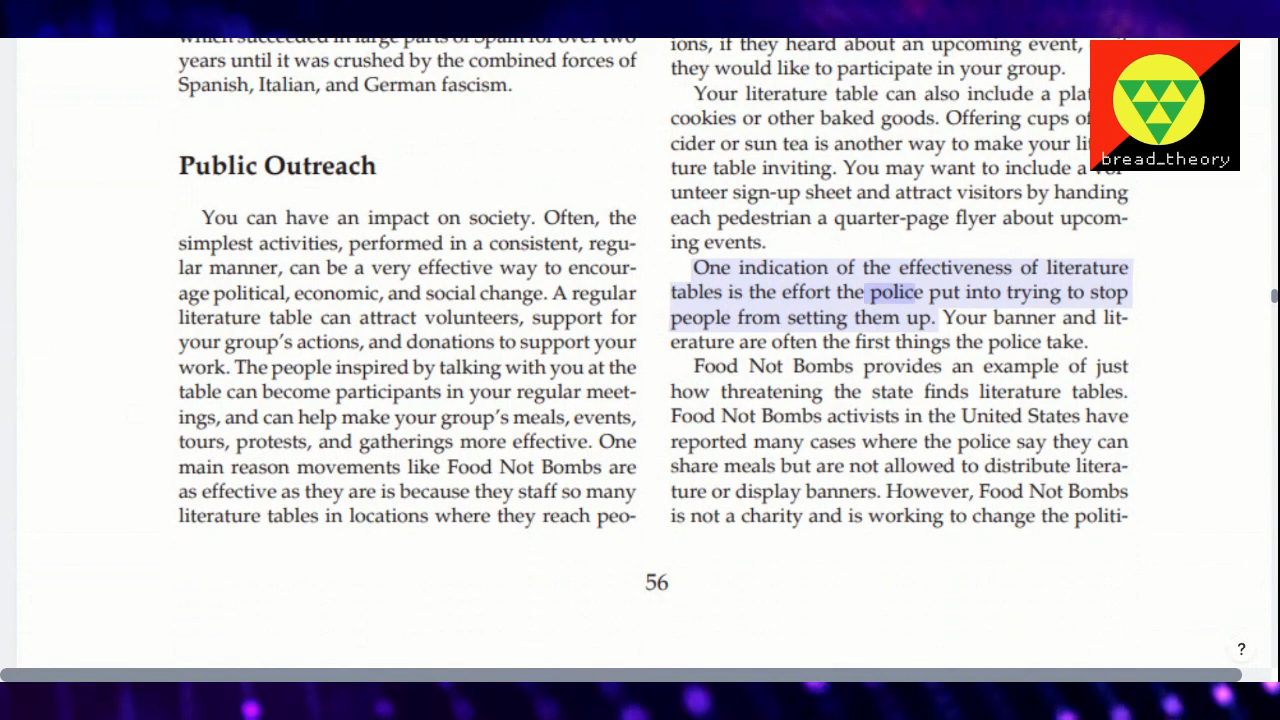 which succeeded in large parts of Spain for over two
years until it was crushed by the combined forces of
Spanish, Italian, and German fascism.
Public Outreach
You can have an impact on society. Often, the
simplest activities, performed in a consistent, regu-
lar manner, can be a very effective way to encour-
age political, economic, and social change. A regular
literature table can attract volunteers, support for
your group's actions, and donations to support your
work. The people inspired by talking with you at the
table can become participants in your regular meet-
ings, and can help make your group's meals, events,
tours, protests, and gatherings more effective. One
main reason movements like Food Not Bombs are
as effective as they are is because they staff so many
literature tables in locations where they reach peo-
ions, if they heard about an upcoming event,
they would like to participate in your group.
Your literature table can also include a pla
cookies or other baked goods. Offering cups of
cider or sun tea is another way to make your li
ture table inviting. You may want to include a
unteer sign-up sheet and attract visitors by handing
each pedestrian a quarter-page flyer about upcom-
ing events.
One indication of the effectiveness of literature
tables is the effort the police put into trying to stop
people from setting them up. Your banner and lit-
erature are often the first things the police take.
Food Not Bombs provides an example of just
how threatening the state finds literature tables.
Food Not Bombs activists in the United States have
reported many cases where the police say they can
share meals but are not allowed to distribute litera-
ture or display banners. However, Food Not Bombs
is not a charity and is working to change the politi-
56
bread_theory
?